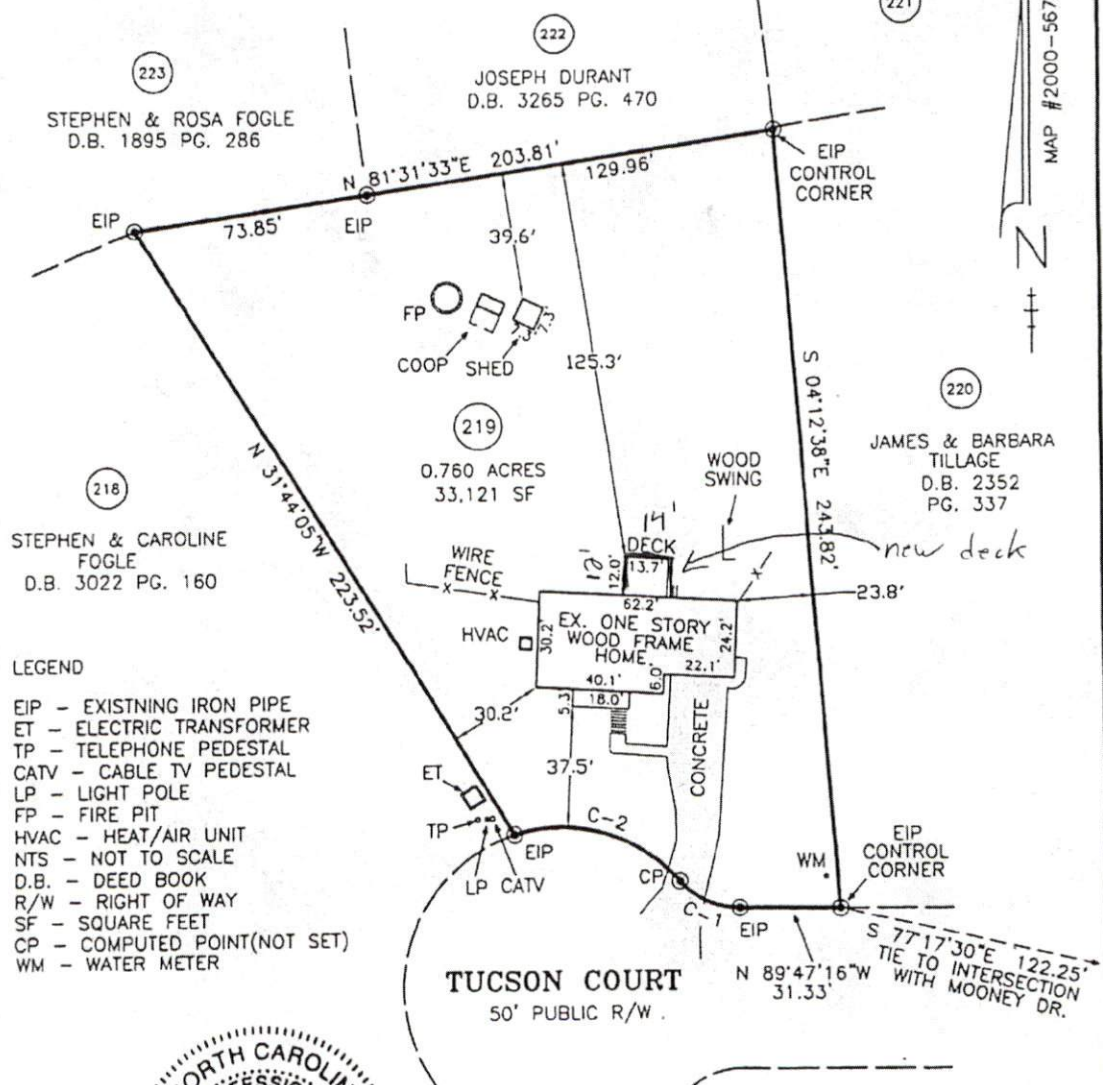 221
MAP #2000-567
222
JOSEPH DURANT
D.B. 3265 PG. 470
223
STEPHEN & ROSA FOGLE
D.B. 1895 PG. 286
N 81°31'33"E 203.81'
129.96'
EIP
CONTROL
CORNER
EIP
73.85'
EIP
39.6'
N
FP
COOP
SHED
7.3'
125.3'
S 04°12'38"E 243.82'
220
JAMES & BARBARA
TILLAGE
D.B. 2352
PG. 337
219
0.760 ACRES
33,121 SF
WOOD
SWING
N 31°44'05"W 223.52'
218
STEPHEN & CAROLINE
FOGLE
D.B. 3022 PG. 160
14'
DECK
new deck
WIRE
FENCE
x
x
x
12'
12.0'
13.7'
23.8'
62.2'
EX. ONE STORY
WOOD FRAME
HOME
30.2'
24.2'
HVAC
22.1'
40.1'
6.0'
18.0'
5.3'
30.2'
37.5'
CONCRETE
LEGEND
EIP - EXISTNING IRON PIPE
ET - ELECTRIC TRANSFORMER
TP - TELEPHONE PEDESTAL
CATV - CABLE TV PEDESTAL
LP - LIGHT POLE
FP - FIRE PIT
HVAC - HEAT/AIR UNIT
NTS - NOT TO SCALE
D.B. - DEED BOOK
R/W - RIGHT OF WAY
SF - SQUARE FEET
CP - COMPUTED POINT(NOT SET)
WM - WATER METER
ET
TP
LP
CATV
EIP
C-2
CP
C-1
EIP
WM
EIP
CONTROL
CORNER
N 89°47'16"W
31.33'
S 77°17'30"E 122.25'
TIE TO INTERSECTION
WITH MOONEY DR.
TUCSON COURT
50' PUBLIC R/W .
NORTH CAROLIN